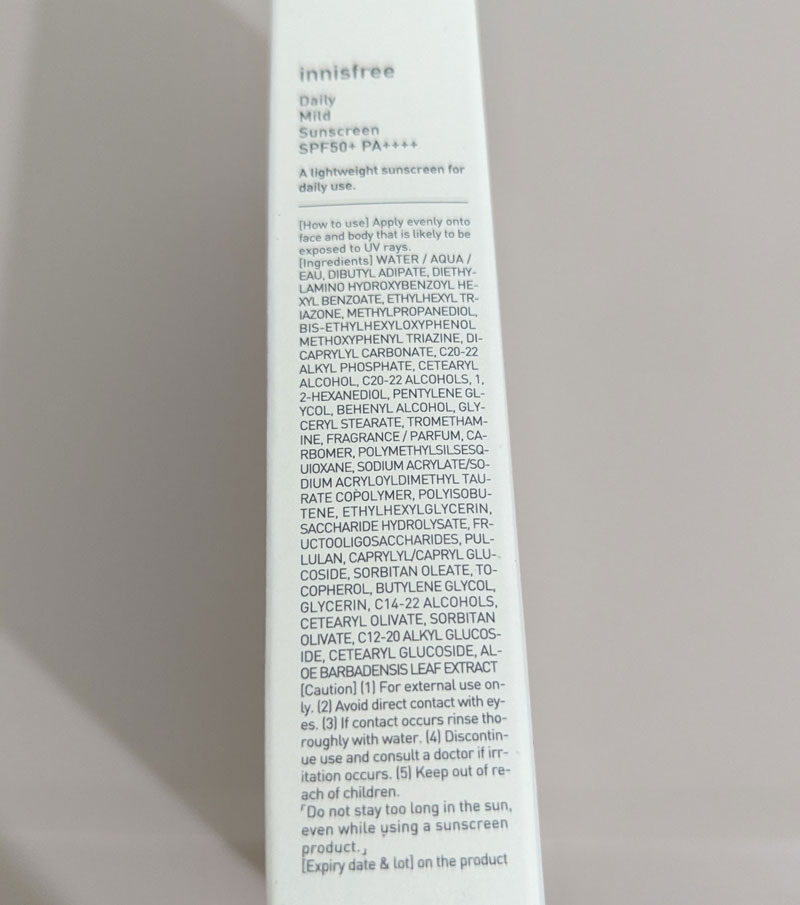 innisfree
Daily
Mild
Sunscreen
SPF50+ PA++++
A lightweight sunscreen for
daily use.
[How to use] Apply evenly onto
face and body that is likely to be
exposed to UV rays.
[Ingredients] WATER / AQUA /
EAU, DIBUTYL ADIPATE, DIETHY-
LAMINO HYDROXYBENZOYL HE-
XYL BENZOATE, ETHYLHEXYL TR-
IAZONE, METHYLPROPANEDIOL,
BIS-ETHYLHEXYLOXYPHENOL
METHOXYPHENYL TRIAZINE, DI-
CAPRYLYL CARBONATE, C20-22
ALKYL PHOSPHATE, CETEARYL
ALCOHOL, C20-22 ALCOHOLS, 1,
2-HEXANEDIOL, PENTYLENE GL-
YCOL, BEHENYL ALCOHOL, GLY-
CERYL STEARATE, TROMETHAM-
INE, FRAGRANCE / PARFUM, CA-
RBOMER, POLYMETHYLSILSESQ-
UIOXANE, SODIUM ACRYLATE/SO-
DIUM ACRYLOYLDIMETHYL TAU-
RATE COPOLYMER, POLYISOBU-
TENE, ETHYLHEXYLGLYCERIN,
SACCHARIDE HYDROLYSATE, FR-
UCTOOLIGOSACCHARIDES, PUL-
LULAN, CAPRYLYL/CAPRYL GLU-
COSIDE, SORBITAN OLEATE, TO-
COPHEROL, BUTYLENE GLYCOL,
GLYCERIN, C14-22 ALCOHOLS,
CETEARYL OLIVATE, SORBITAN
OLIVATE, C12-20 ALKYL GLUCOS-
IDE, CETEARYL GLUCOSIDE, AL-
OE BARBADENSIS LEAF EXTRACT
[Caution] (1) For external use on-
ly. (2) Avoid direct contact with ey-
es. (3) If contact occurs rinse tho-
roughly with water. (4) Discontin-
ue use and consult a doctor if irr-
itation occurs. (5) Keep out of re-
ach of children.
「Do not stay too long in the sun,
even while using a sunscreen
product.」
[Expiry date & lot] on the product